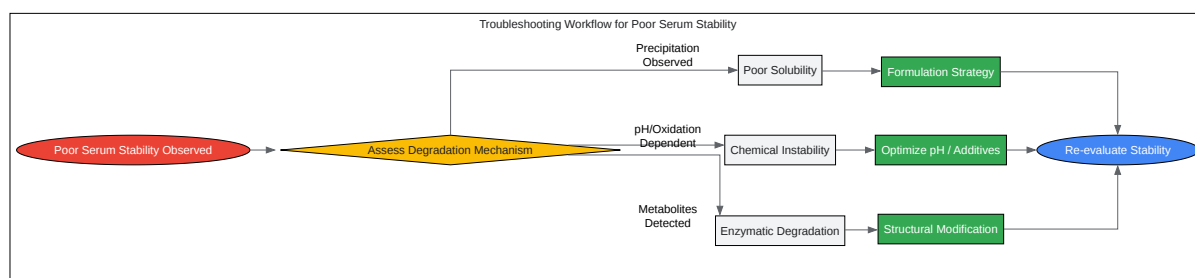 Troubleshooting Workflow for Poor Serum Stability
Precipitation
Observed
Poor Solubility
Formulation Strategy
Poor Serum Stability Observed
Assess Degradation Mechanism
pH/Oxidation
Dependent
Chemical Instability
Optimize pH / Additives
Re-evaluate Stability
Metabolites
Detected
Enzymatic Degradation
Structural Modification